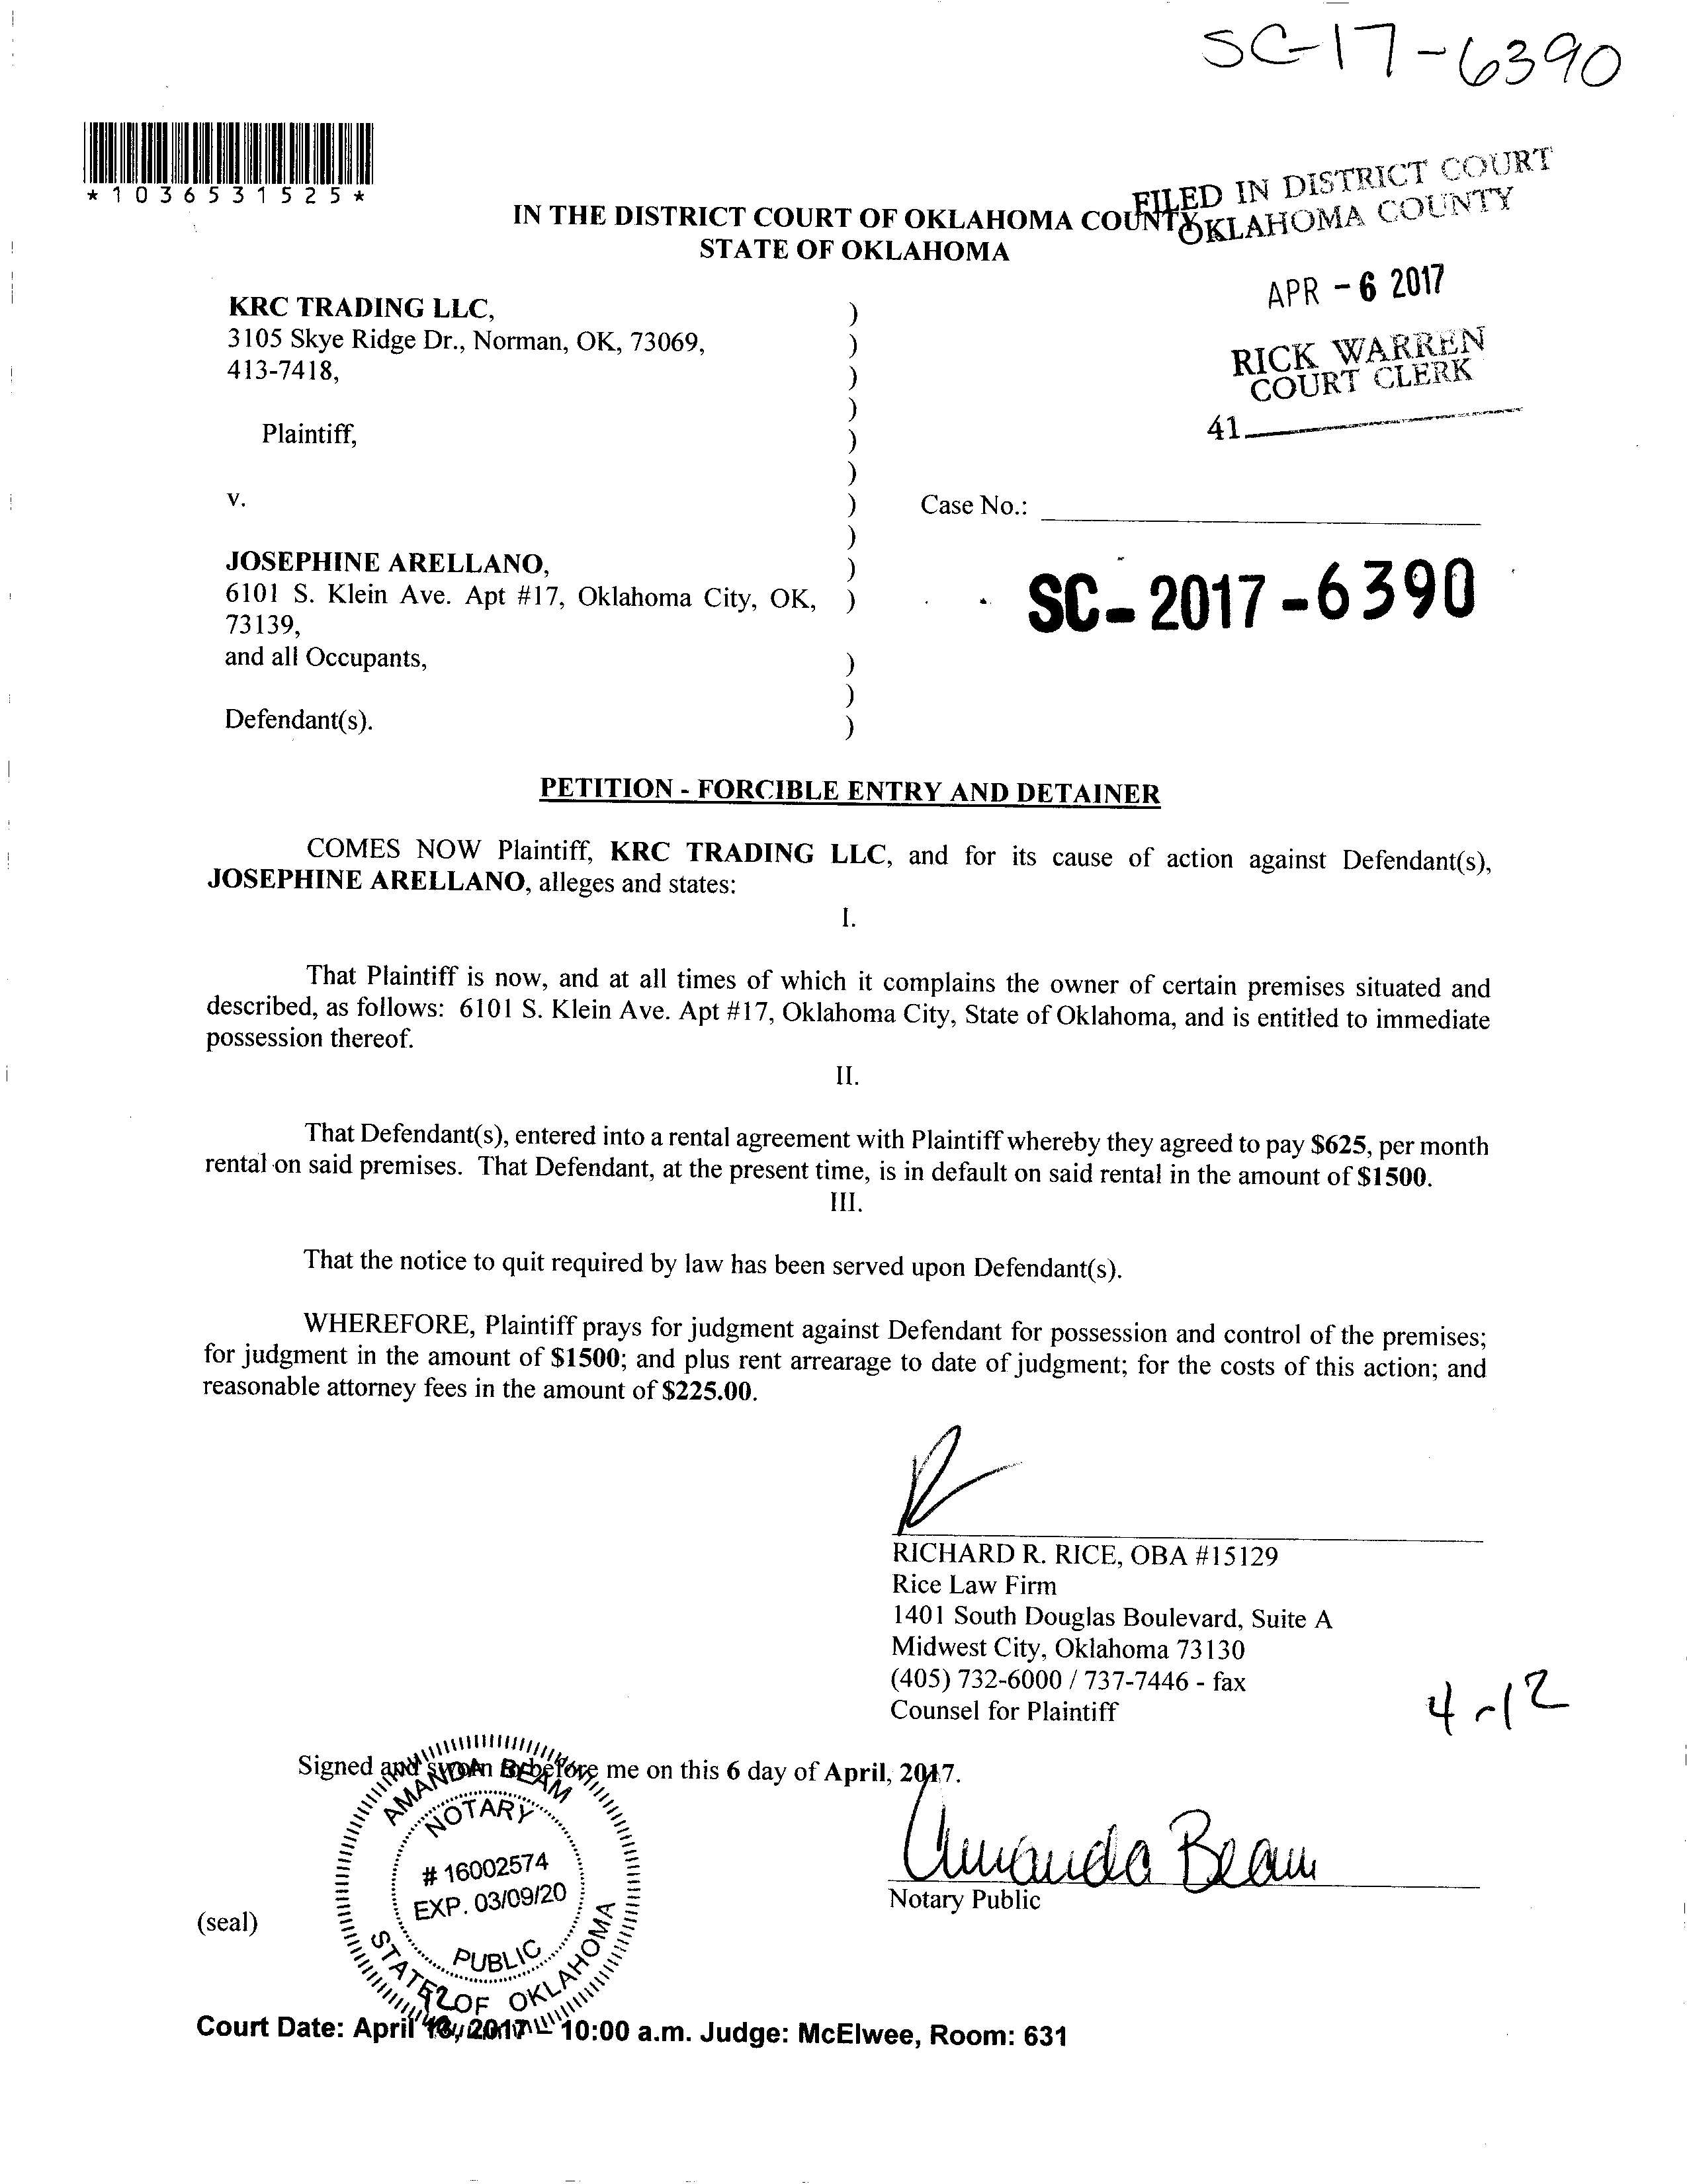 SC-17-6390
*1036531525*
FILED IN DISTRICT COURT
OKLAHOMA COUNTY
IN THE DISTRICT COURT OF OKLAHOMA COUNTY
STATE OF OKLAHOMA
APR - 6 2017
RICK WARREN
COURT CLERK
41
KRC TRADING LLC, )
3105 Skye Ridge Dr., Norman, OK, 73069, )
413-7418, )
)
Plaintiff, )
)
v. ) Case No.:
)
JOSEPHINE ARELLANO, )
6101 S. Klein Ave. Apt #17, Oklahoma City, OK, ) SC-2017-6390
73139,
and all Occupants, )
)
Defendant(s). )
PETITION - FORCIBLE ENTRY AND DETAINER
COMES NOW Plaintiff, KRC TRADING LLC, and for its cause of action against Defendant(s),
JOSEPHINE ARELLANO, alleges and states:
I.
That Plaintiff is now, and at all times of which it complains the owner of certain premises situated and
described, as follows: 6101 S. Klein Ave. Apt #17, Oklahoma City, State of Oklahoma, and is entitled to immediate
possession thereof.
II.
That Defendant(s), entered into a rental agreement with Plaintiff whereby they agreed to pay $625, per month
rental on said premises. That Defendant, at the present time, is in default on said rental in the amount of $1500.
III.
That the notice to quit required by law has been served upon Defendant(s).
WHEREFORE, Plaintiff prays for judgment against Defendant for possession and control of the premises;
for judgment in the amount of $1500; and plus rent arrearage to date of judgment; for the costs of this action; and
reasonable attorney fees in the amount of $225.00.
RICHARD R. RICE, OBA #15129
Rice Law Firm
1401 South Douglas Boulevard, Suite A
Midwest City, Oklahoma 73130
(405) 732-6000 / 737-7446 - fax
Counsel for Plaintiff
4-12
Signed and sworn to before me on this 6 day of April, 2017.
Amanda Beam
Notary Public
(seal)
AMANDA BEAM
NOTARY
# 16002574
EXP. 03/09/20
PUBLIC
STATE OF OKLAHOMA
12
Court Date: April 2017 - 10:00 a.m. Judge: McElwee, Room: 631